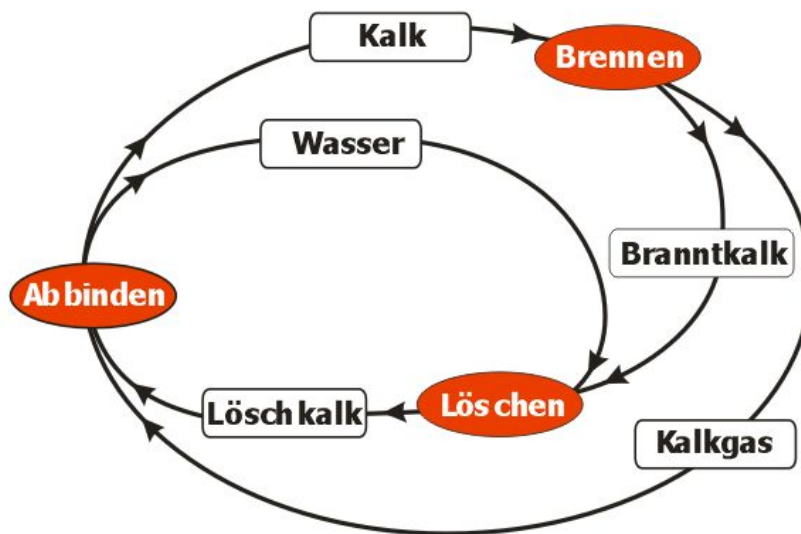 Kalk
Brennen
Wasser
Branntkalk
Abbinden
Löschen
Löschkalk
Kalkgas